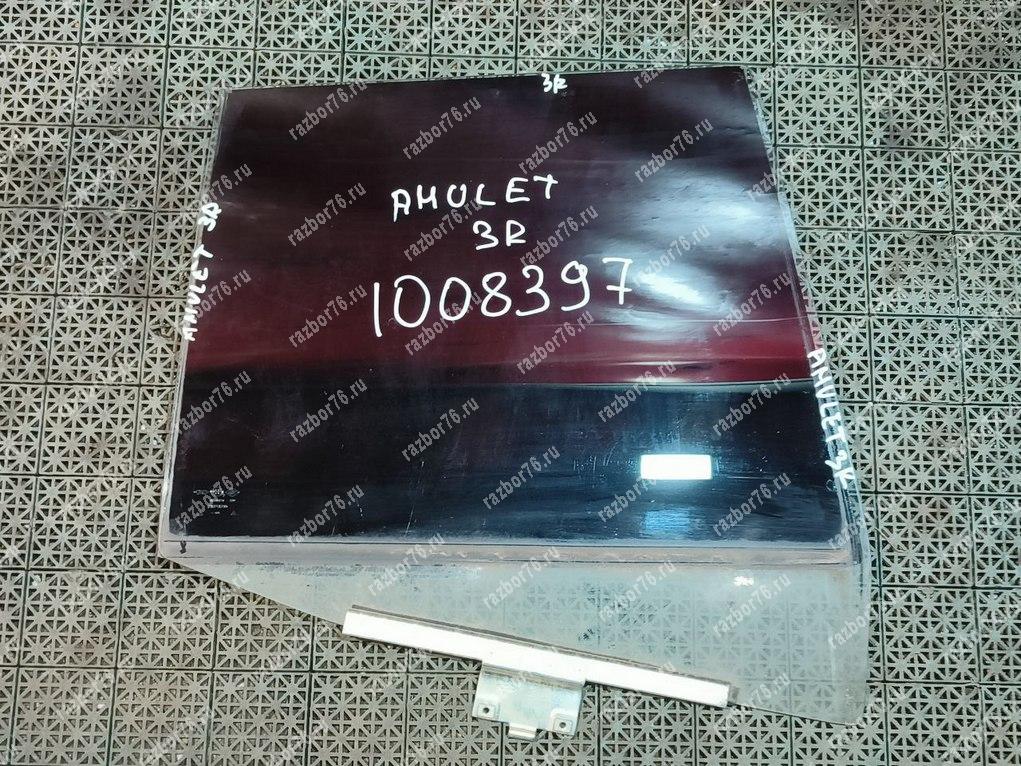 3R
AMULET
3R
1008397
AMULET 3R
AMULET 3R
razbor76.ru